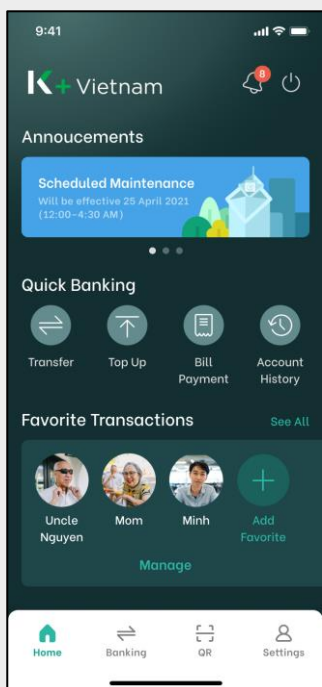 9:41
K+ Vietnam
8
Annoucements
Scheduled Maintenance
Will be effective 25 April 2021
(12:00-4:30 AM)
Quick Banking
Transfer
Top Up
Bill
Payment
Account
History
Favorite Transactions
See All
Uncle
Nguyen
Mom
Minh
Add
Favorite
Manage
Home
Banking
QR
Settings